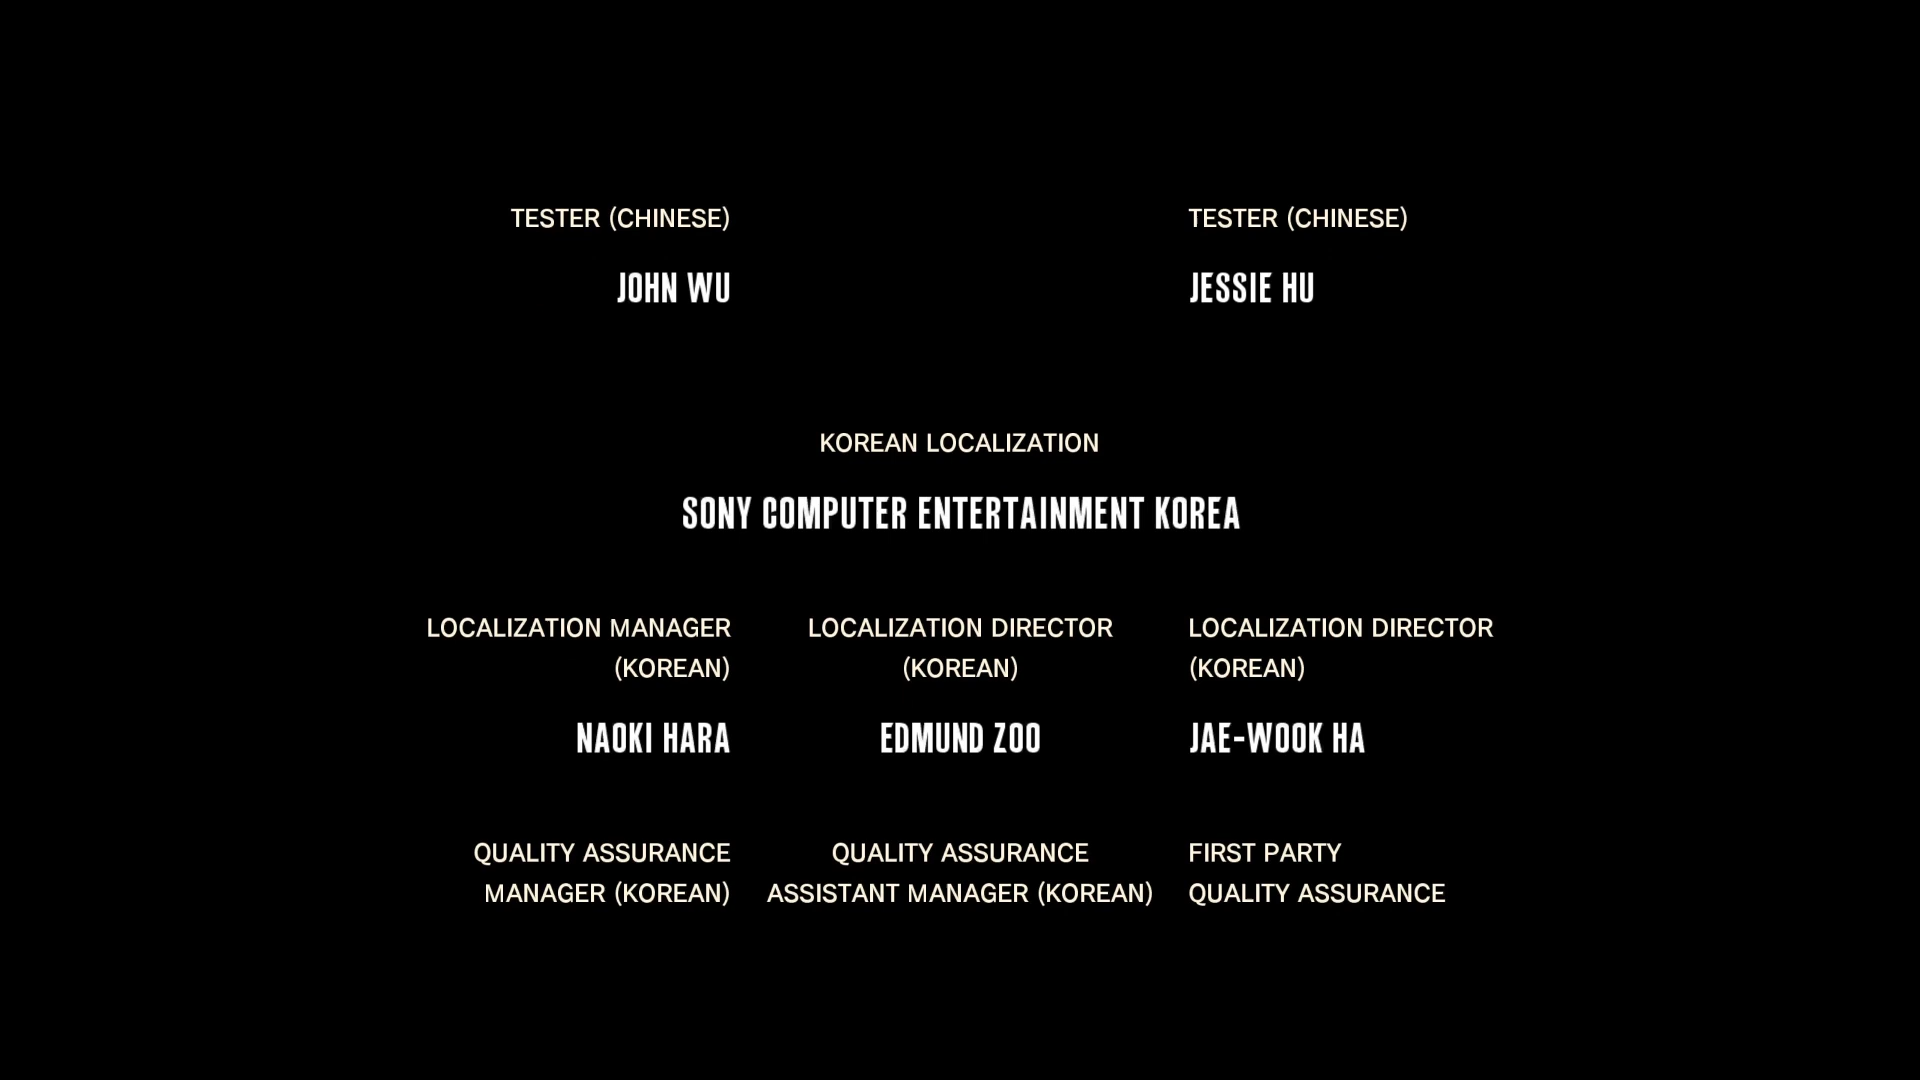 TESTER (CHINESE)
JOHN WU
TESTER (CHINESE)
JESSIE HU
KOREAN LOCALIZATION
SONY COMPUTER ENTERTAINMENT KOREA
LOCALIZATION MANAGER
(KOREAN)
NAOKI HARA
LOCALIZATION DIRECTOR
(KOREAN)
EDMUND ZOO
LOCALIZATION DIRECTOR
(KOREAN)
JAE-WOOK HA
QUALITY ASSURANCE
MANAGER (KOREAN)
QUALITY ASSURANCE
ASSISTANT MANAGER (KOREAN)
FIRST PARTY
QUALITY ASSURANCE